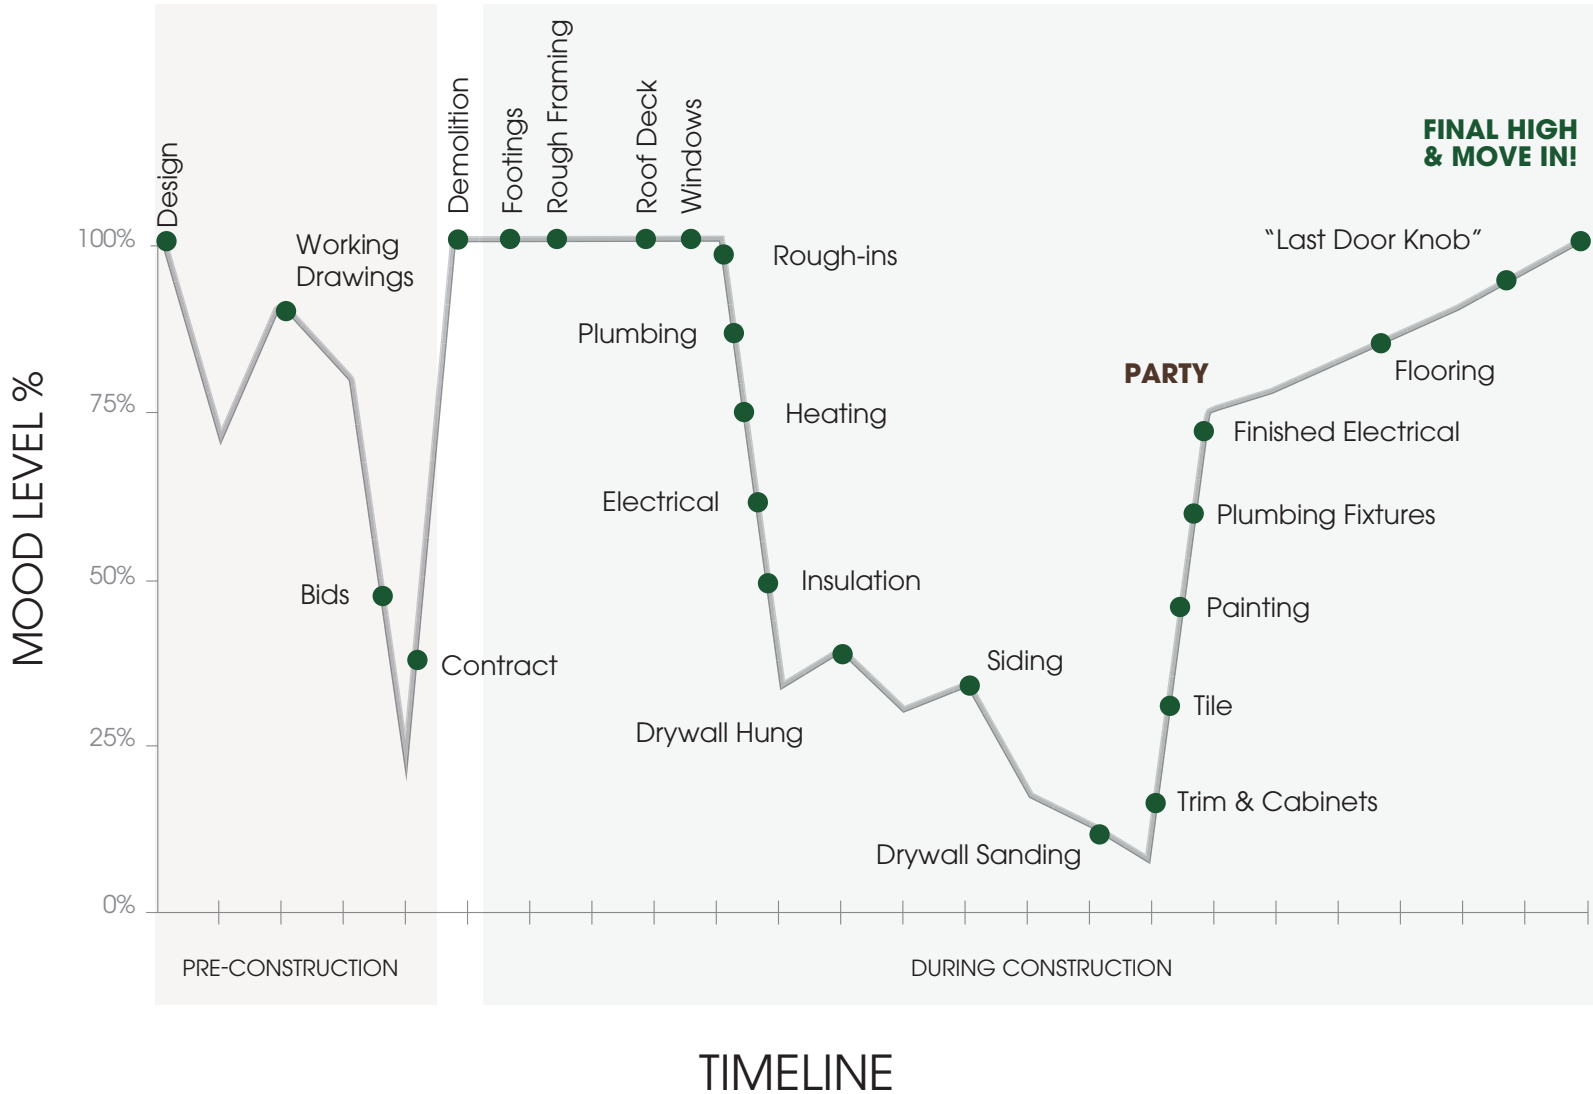 MOOD LEVEL %
100%
75%
50%
25%
0%
Design
Working
Drawings
Bids
Contract
Demolition
Footings
Rough Framing
Roof Deck
Windows
Rough-ins
Plumbing
Heating
Electrical
Insulation
Drywall Hung
Siding
Drywall Sanding
Trim & Cabinets
Tile
Painting
Plumbing Fixtures
Finished Electrical
PARTY
Flooring
“Last Door Knob”
FINAL HIGH
& MOVE IN!
PRE-CONSTRUCTION
DURING CONSTRUCTION
TIMELINE